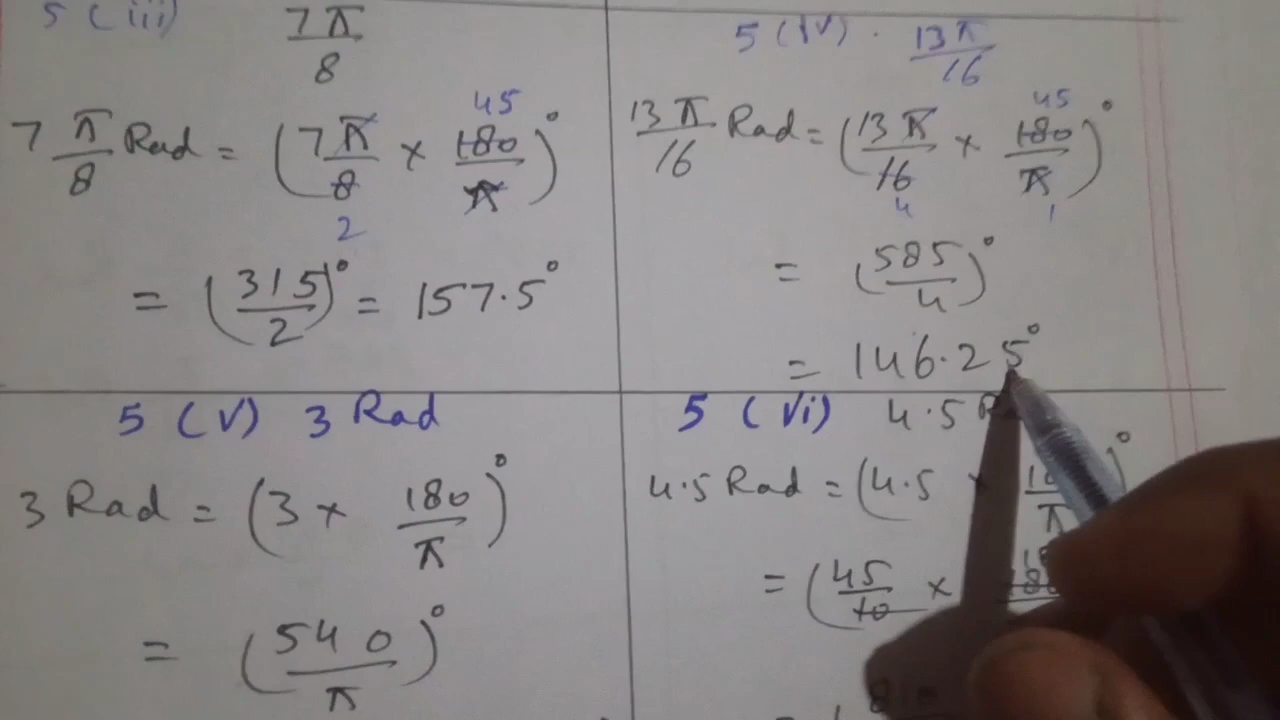 5 (iii) 7π/8
7 π/8 Rad = (7π/8 × 180/π)° 45 2
= (315/2)° = 157.5°
5 (iv). 13π/16
13π/16 Rad = (13π/16 × 180/π)° 45 4 1
= (585/4)°
= 146.25°
5 (v) 3 Rad
3 Rad = (3 × 180/π)°
= (540/π)°
5 (vi) 4.5
4.5 Rad = (4.5 × /π)°
= (45/10 ×